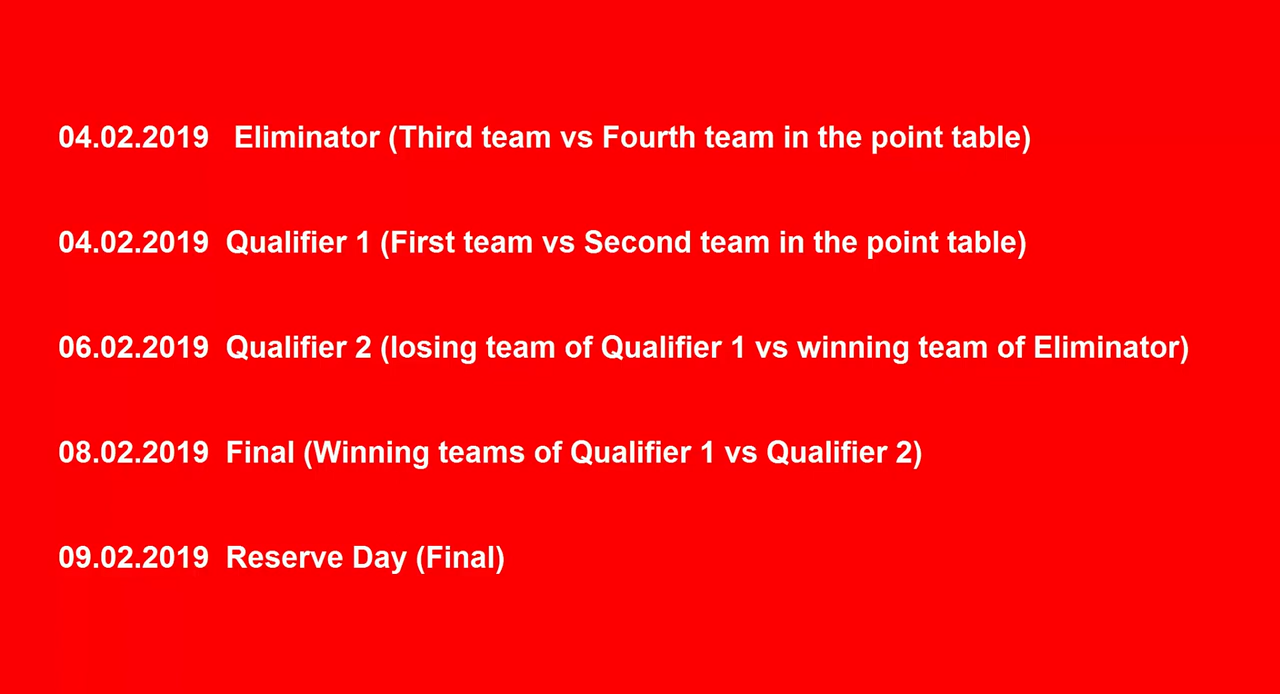 04.02.2019 Eliminator (Third team vs Fourth team in the point table)
04.02.2019 Qualifier 1 (First team vs Second team in the point table)
06.02.2019 Qualifier 2 (losing team of Qualifier 1 vs winning team of Eliminator)
08.02.2019 Final (Winning teams of Qualifier 1 vs Qualifier 2)
09.02.2019 Reserve Day (Final)